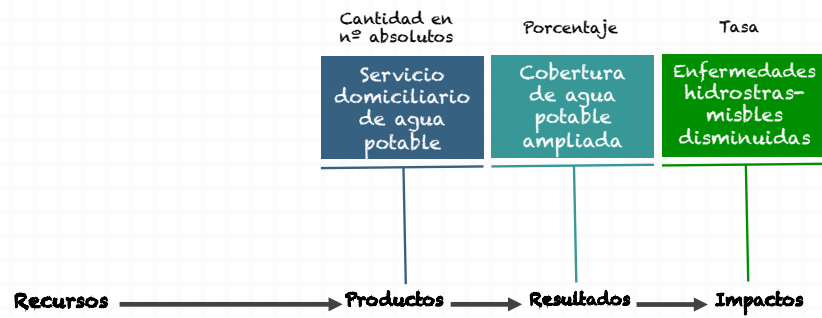 Cantidad en
nº absolutos
Porcentaje
Tasa
Servicio
domiciliario
de agua
potable
Cobertura
de agua
potable
ampliada
Enfermedades
hidrostras-
misbles
disminuidas
Recursos
Productos
Resultados
Impactos